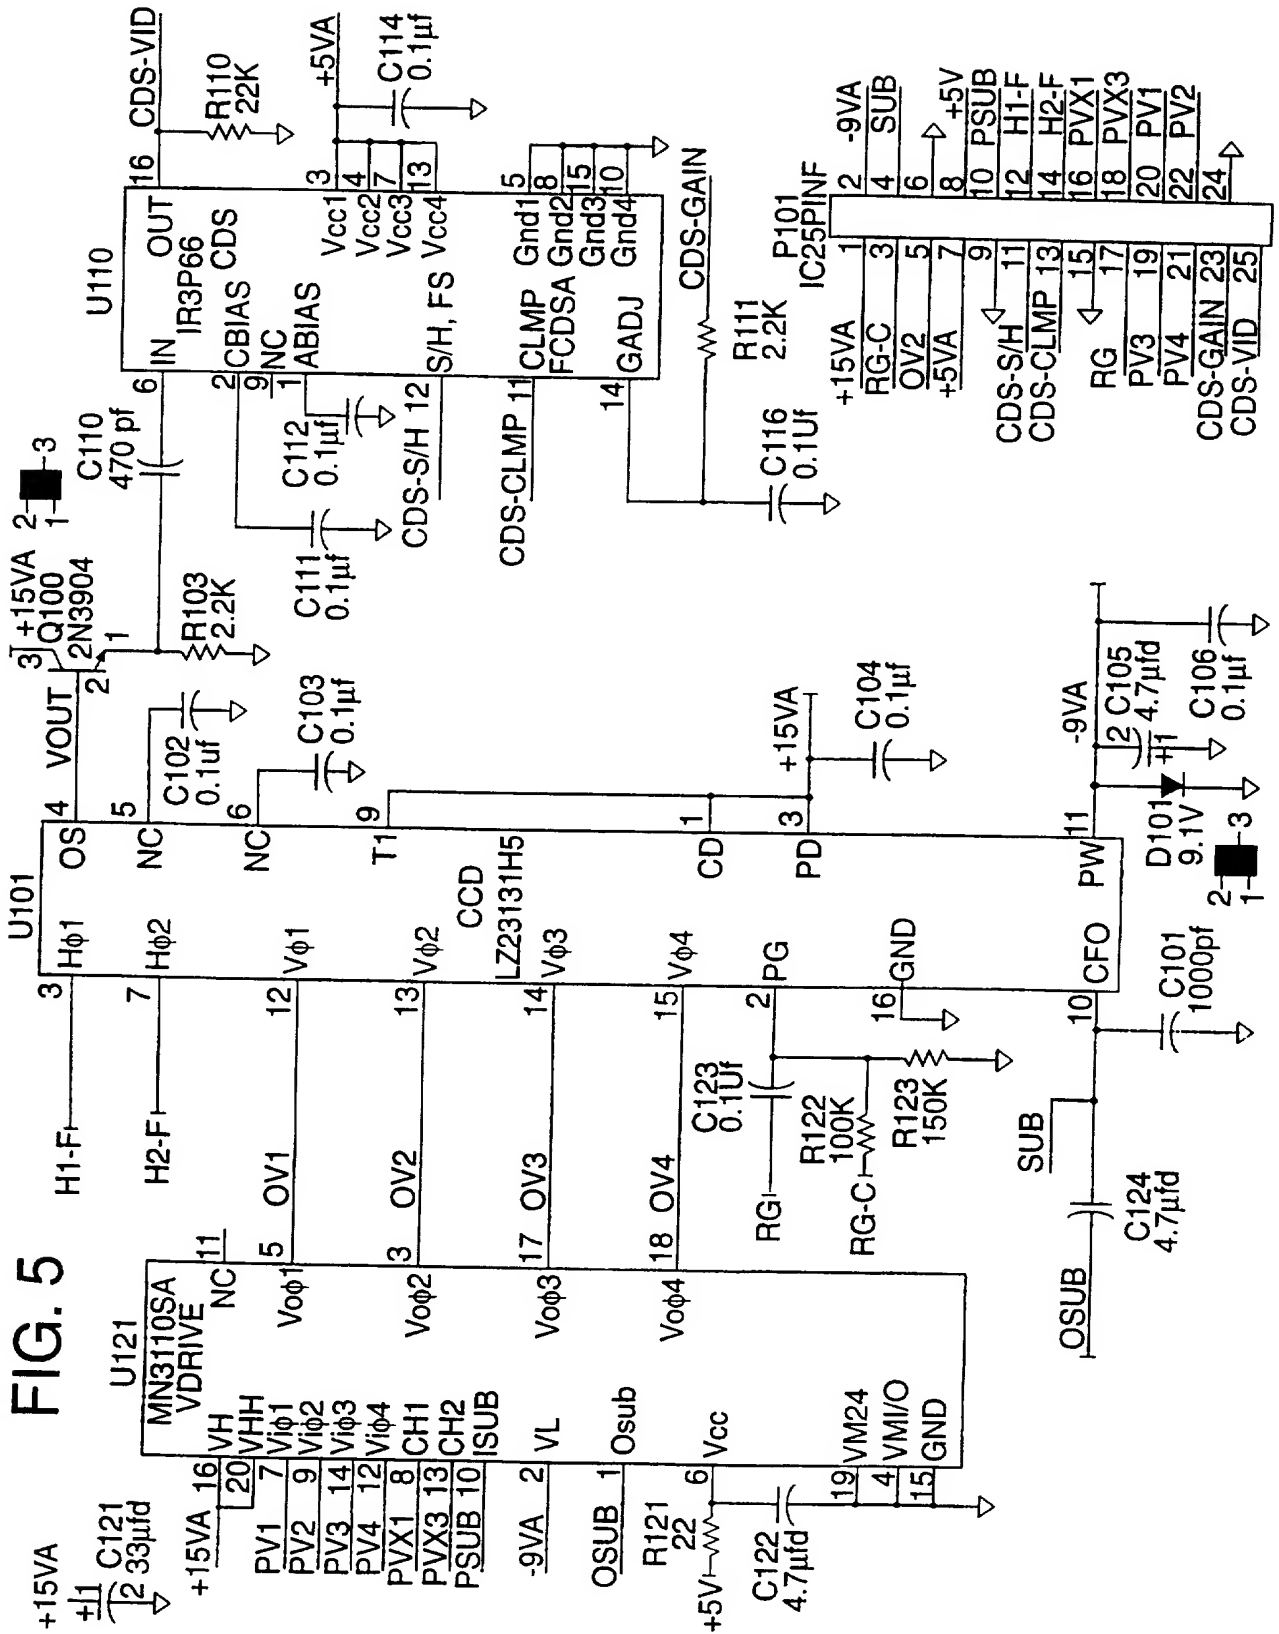 FIG. 5
+15VA
+ 1
C121
2 33µfd
U121
MN3110SA
VDRIVE
NC 11
+15VA 16 VH
20 VHH
PV1 7 Viϕ1
PV2 9 Viϕ2
PV3 14 Viϕ3
PV4 12 Viϕ4
PVX1 8 CH1
PVX3 13 CH2
PSUB 10 ISUB
-9VA 2 VL
OSUB 1 Osub
R121
22
+5V
6 Vcc
C122
4.7µfd
19 VM24
4 VMI/O
15 GND
Voϕ1 5 OV1
Voϕ2 3 OV2
Voϕ3 17 OV3
Voϕ4 18 OV4
H1-F
H2-F
U101
3 Hϕ1
7 Hϕ2
12 Vϕ1
13 Vϕ2
14 Vϕ3
15 Vϕ4
2 PG
16 GND
10 CFO
CCD
LZ23131H5
OS 4
NC 5
NC 6
T1 9
CD 1
PD 3
PW 11
RG
C123
0.1Uf
RG-C
R122
100K
R123
150K
OSUB
C124
4.7µfd
SUB
C101
1000pf
VOUT
+15VA
Q100
2N3904
3
2
1
2
1
3
R103
2.2K
C102
0.1uf
C103
0.1µf
+15VA
C104
0.1µf
-9VA
D101
9.1V
2
1
3
2 C105
4.7µfd
+1
C106
0.1µf
C110
470 pf
U110
6 IN
IR3P66
2 CBIAS CDS
9 NC
1 ABIAS
C111
0.1µf
C112
0.1µf
CDS-S/H 12 S/H, FS
CDS-CLMP 11 CLMP
FCDSA
14 GADJ
OUT 16
CDS-VID
R110
22K
Vcc1 3
Vcc2 4
Vcc3 7
Vcc4 13
+5VA
C114
0.1µf
Gnd1 5
Gnd2 8
Gnd3 15
Gnd4 10
CDS-GAIN
R111
2.2K
C116
0.1Uf
P101
IC25PINF
+15VA 1
2 -9VA
RG-C 3
4 SUB
OV2 5
6
+5VA 7
8 +5V
9
10 PSUB
CDS-S/H 11
12 H1-F
CDS-CLMP 13
14 H2-F
15
16 PVX1
RG 17
18 PVX3
PV3 19
20 PV1
PV4 21
22 PV2
CDS-GAIN 23
24
CDS-VID 25